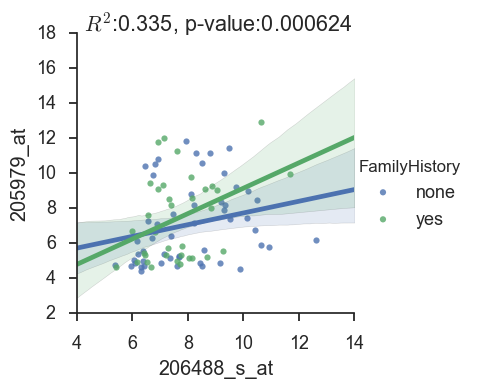 R²:0.335, p-value:0.000624
18
16
14
12
10
8
6
4
2
205979_at
4 6 8 10 12 14
206488_s_at
FamilyHistory
none
yes